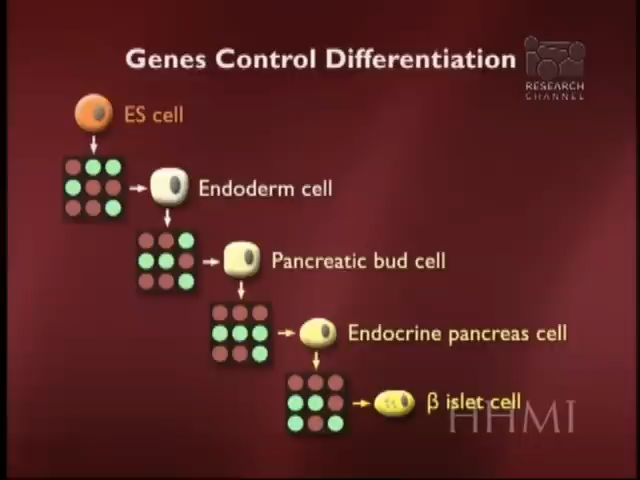 Genes Control Differentiation
RESEARCH
CHANNEL
ES cell
Endoderm cell
Pancreatic bud cell
Endocrine pancreas cell
β islet cell
HHMI